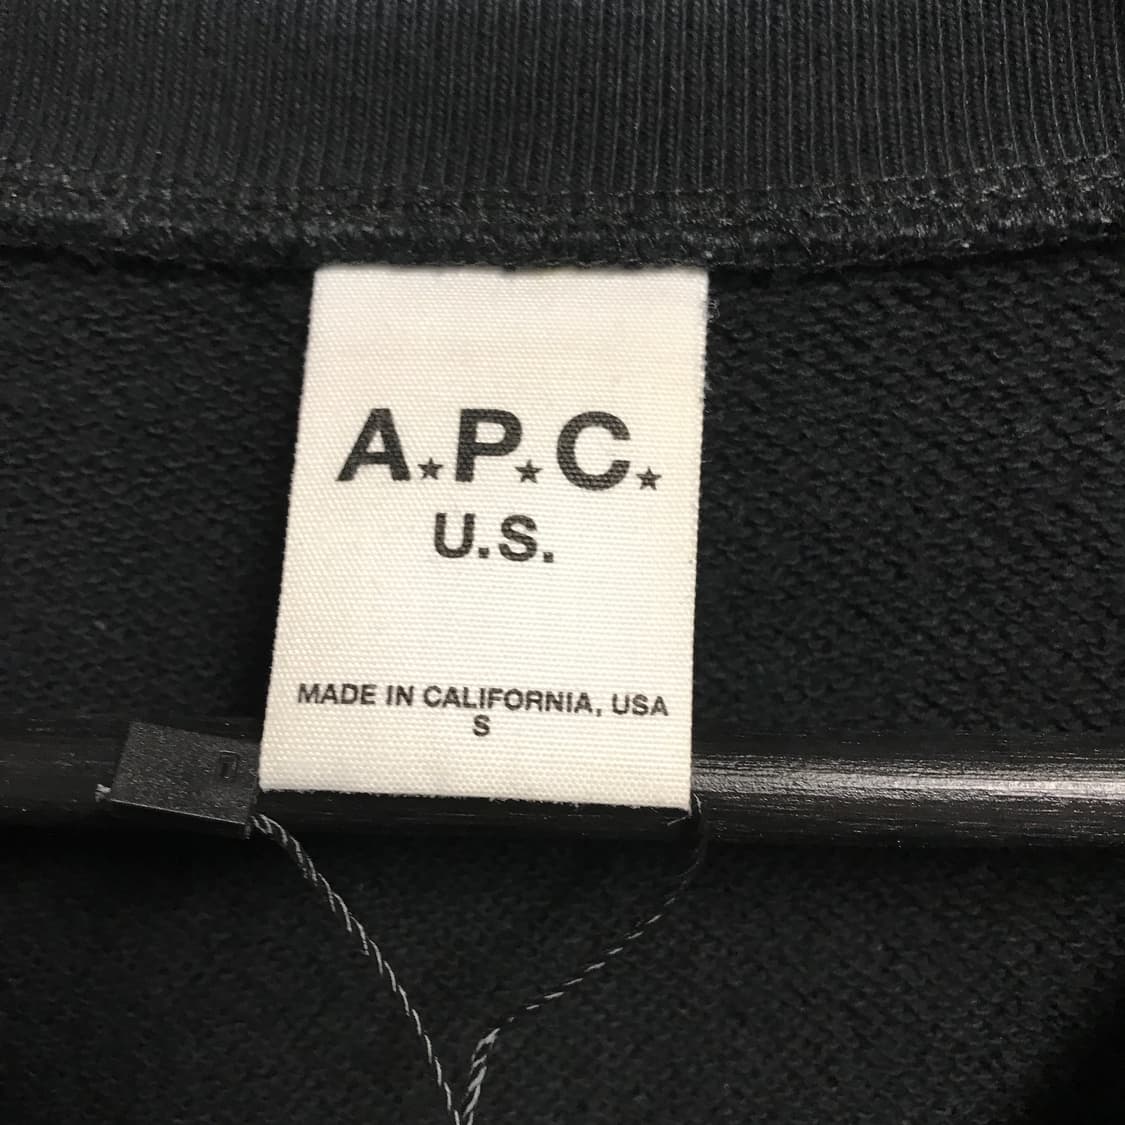 A.★P.★C.★
U.S.
MADE IN CALIFORNIA, USA
S